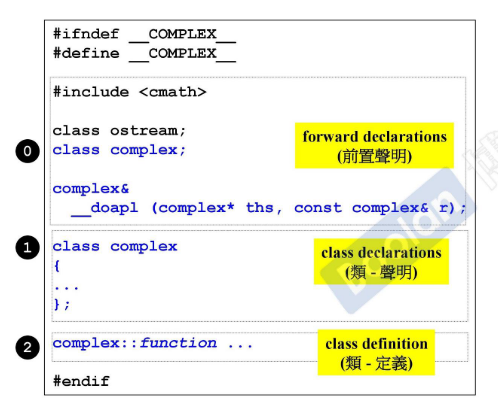 #ifndef __COMPLEX__
#define __COMPLEX__
#include <cmath>
0
class ostream;
class complex;
forward declarations
(前置聲明)
complex&
__doapl (complex* ths, const complex& r);
1
class complex
{
...
};
class declarations
(類 - 聲明)
2
complex::function ...
class definition
(類 - 定義)
#endif
Boolan